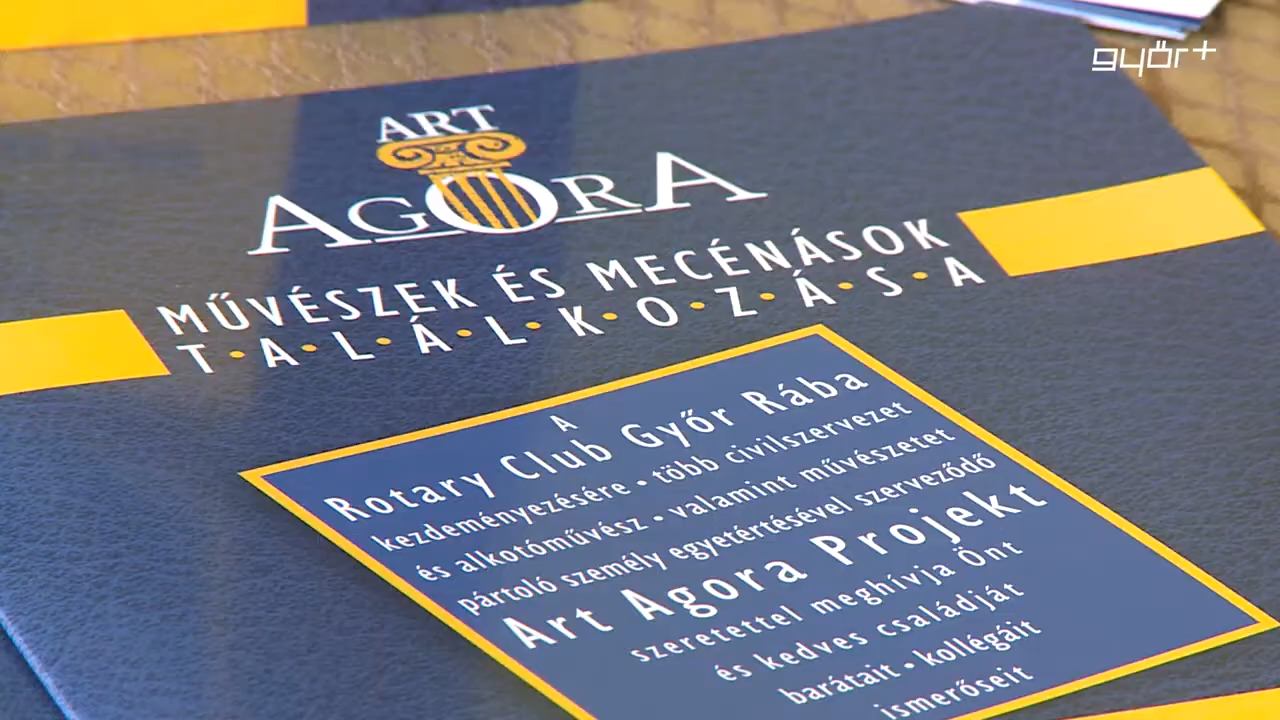 győr+
ART
AGORA
MŰVÉSZEK ÉS MECÉNÁSOK
T·A·L·Á·L·K·O·Z·Á·S·A
A
Rotary Club Győr Rába
kezdeményezésére • több civilszervezet
és alkotóművész • valamint művészetet
pártoló személy egyetértésével szerveződő
Art Agora Projekt
szeretettel meghívja Önt
és kedves családját
barátait • kollégáit
ismerőseit